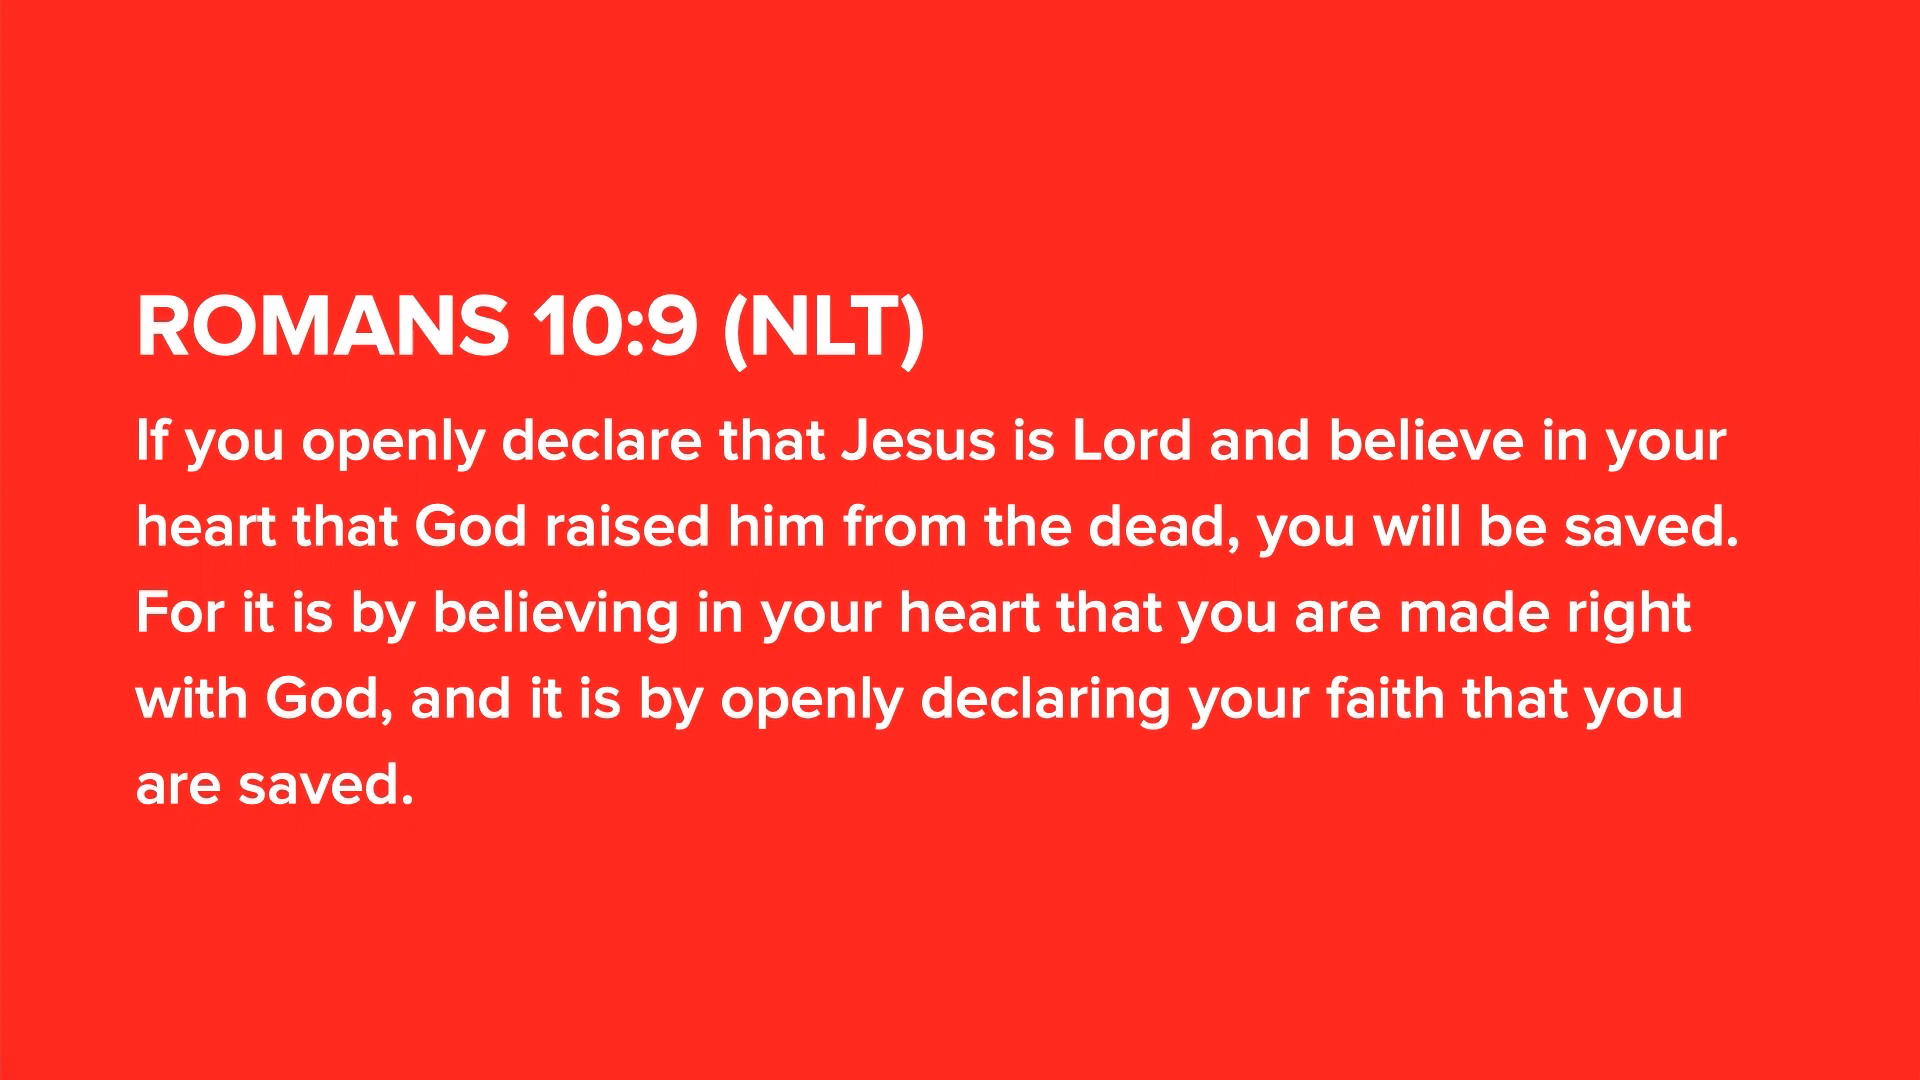 ROMANS 10:9 (NLT)
If you openly declare that Jesus is Lord and believe in your
heart that God raised him from the dead, you will be saved.
For it is by believing in your heart that you are made right
with God, and it is by openly declaring your faith that you
are saved.